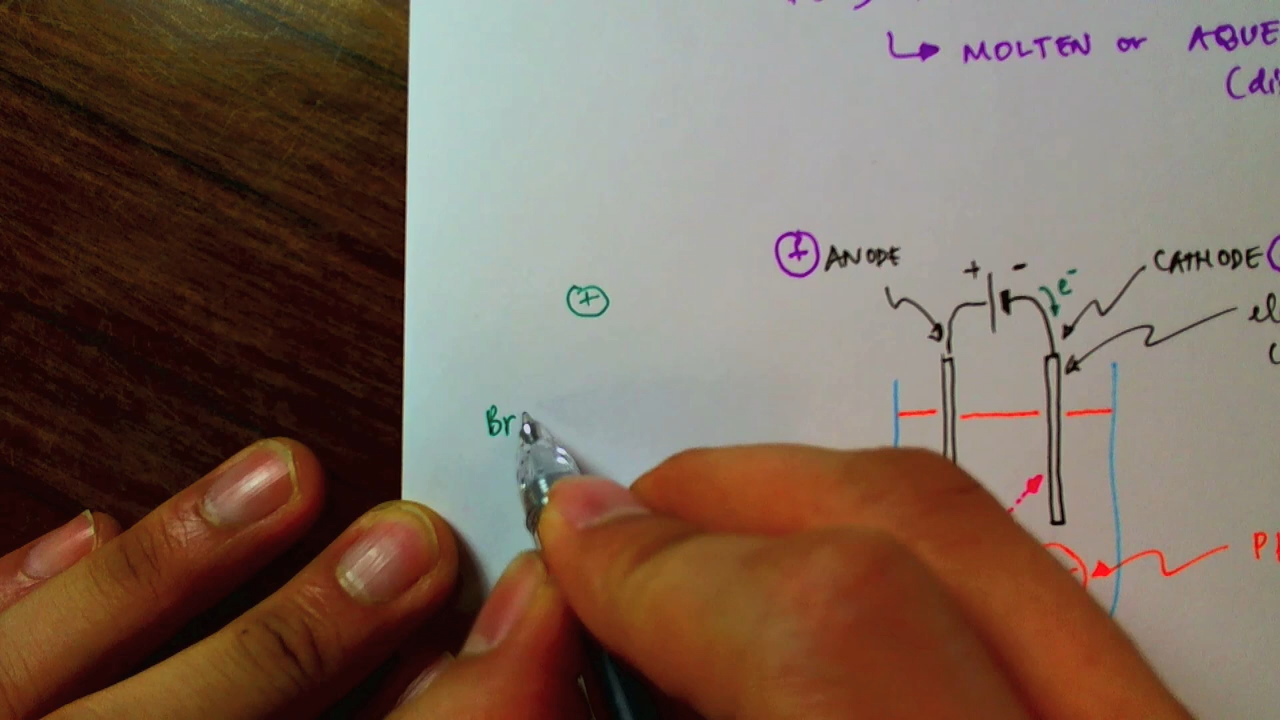 ↳ MOLTEN or AQUE
(di
+ ANODE
+ -
e-
CATHODE
el
+
Br